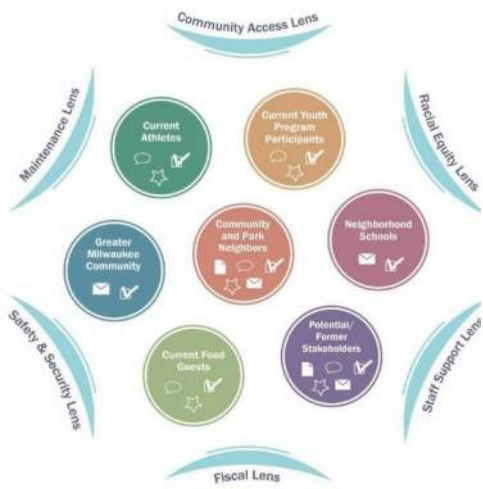 Community Access Lens
Maintenance Lens
Racial Equity Lens
Current
Athletes
Current Youth
Program
Participants
Greater
Milwaukee
Community
Community
and Park
Neighbors
Neighborhood
Schools
Current Food
Guests
Potential/
Former
Stakeholders
Safety & Security Lens
Staff Support Lens
Fiscal Lens